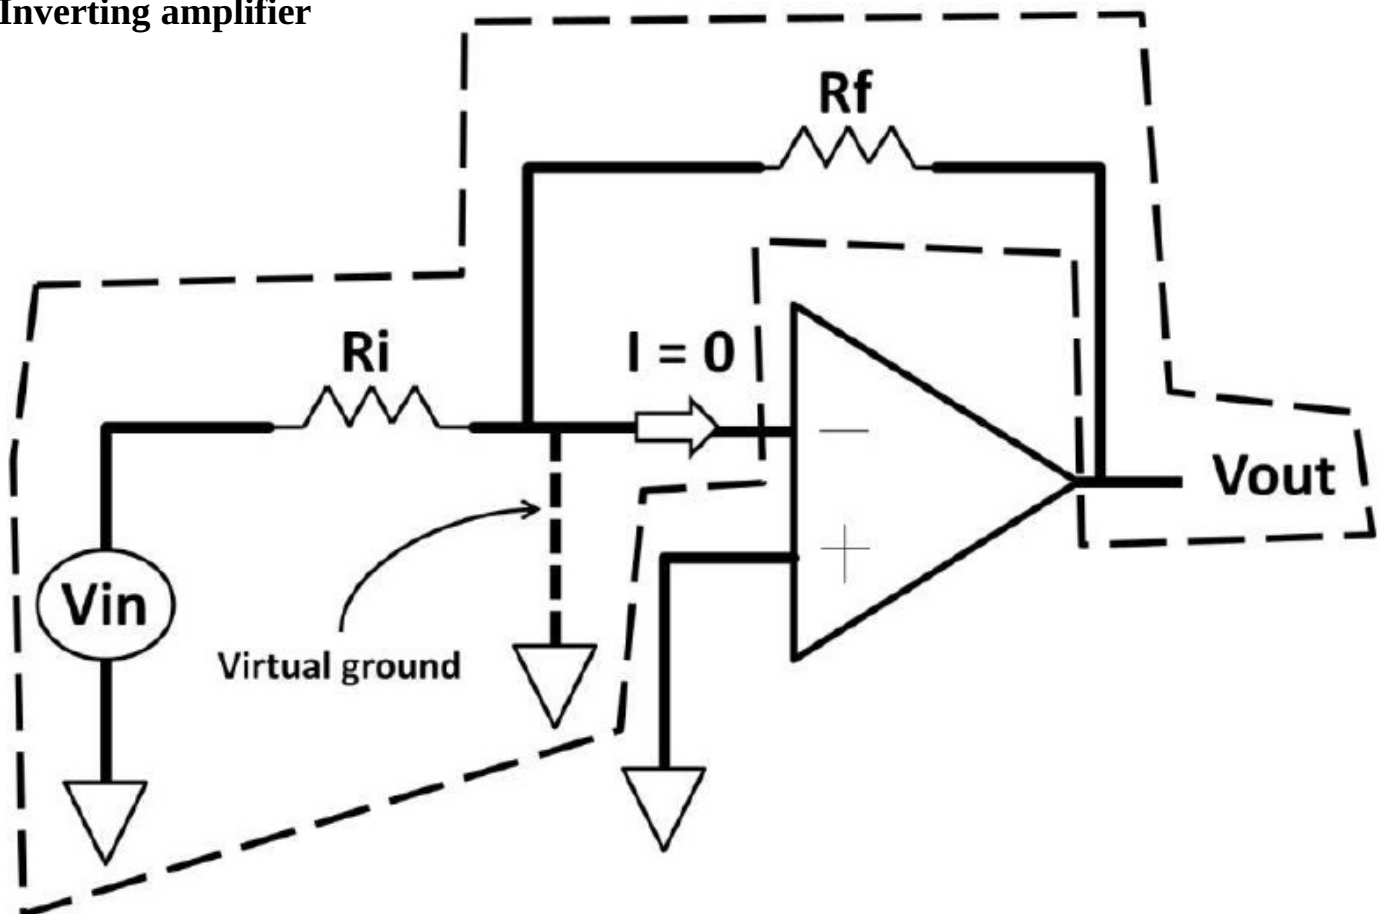 Inverting amplifier
Rf
Ri
I = 0
−
Vout
+
Vin
Virtual ground